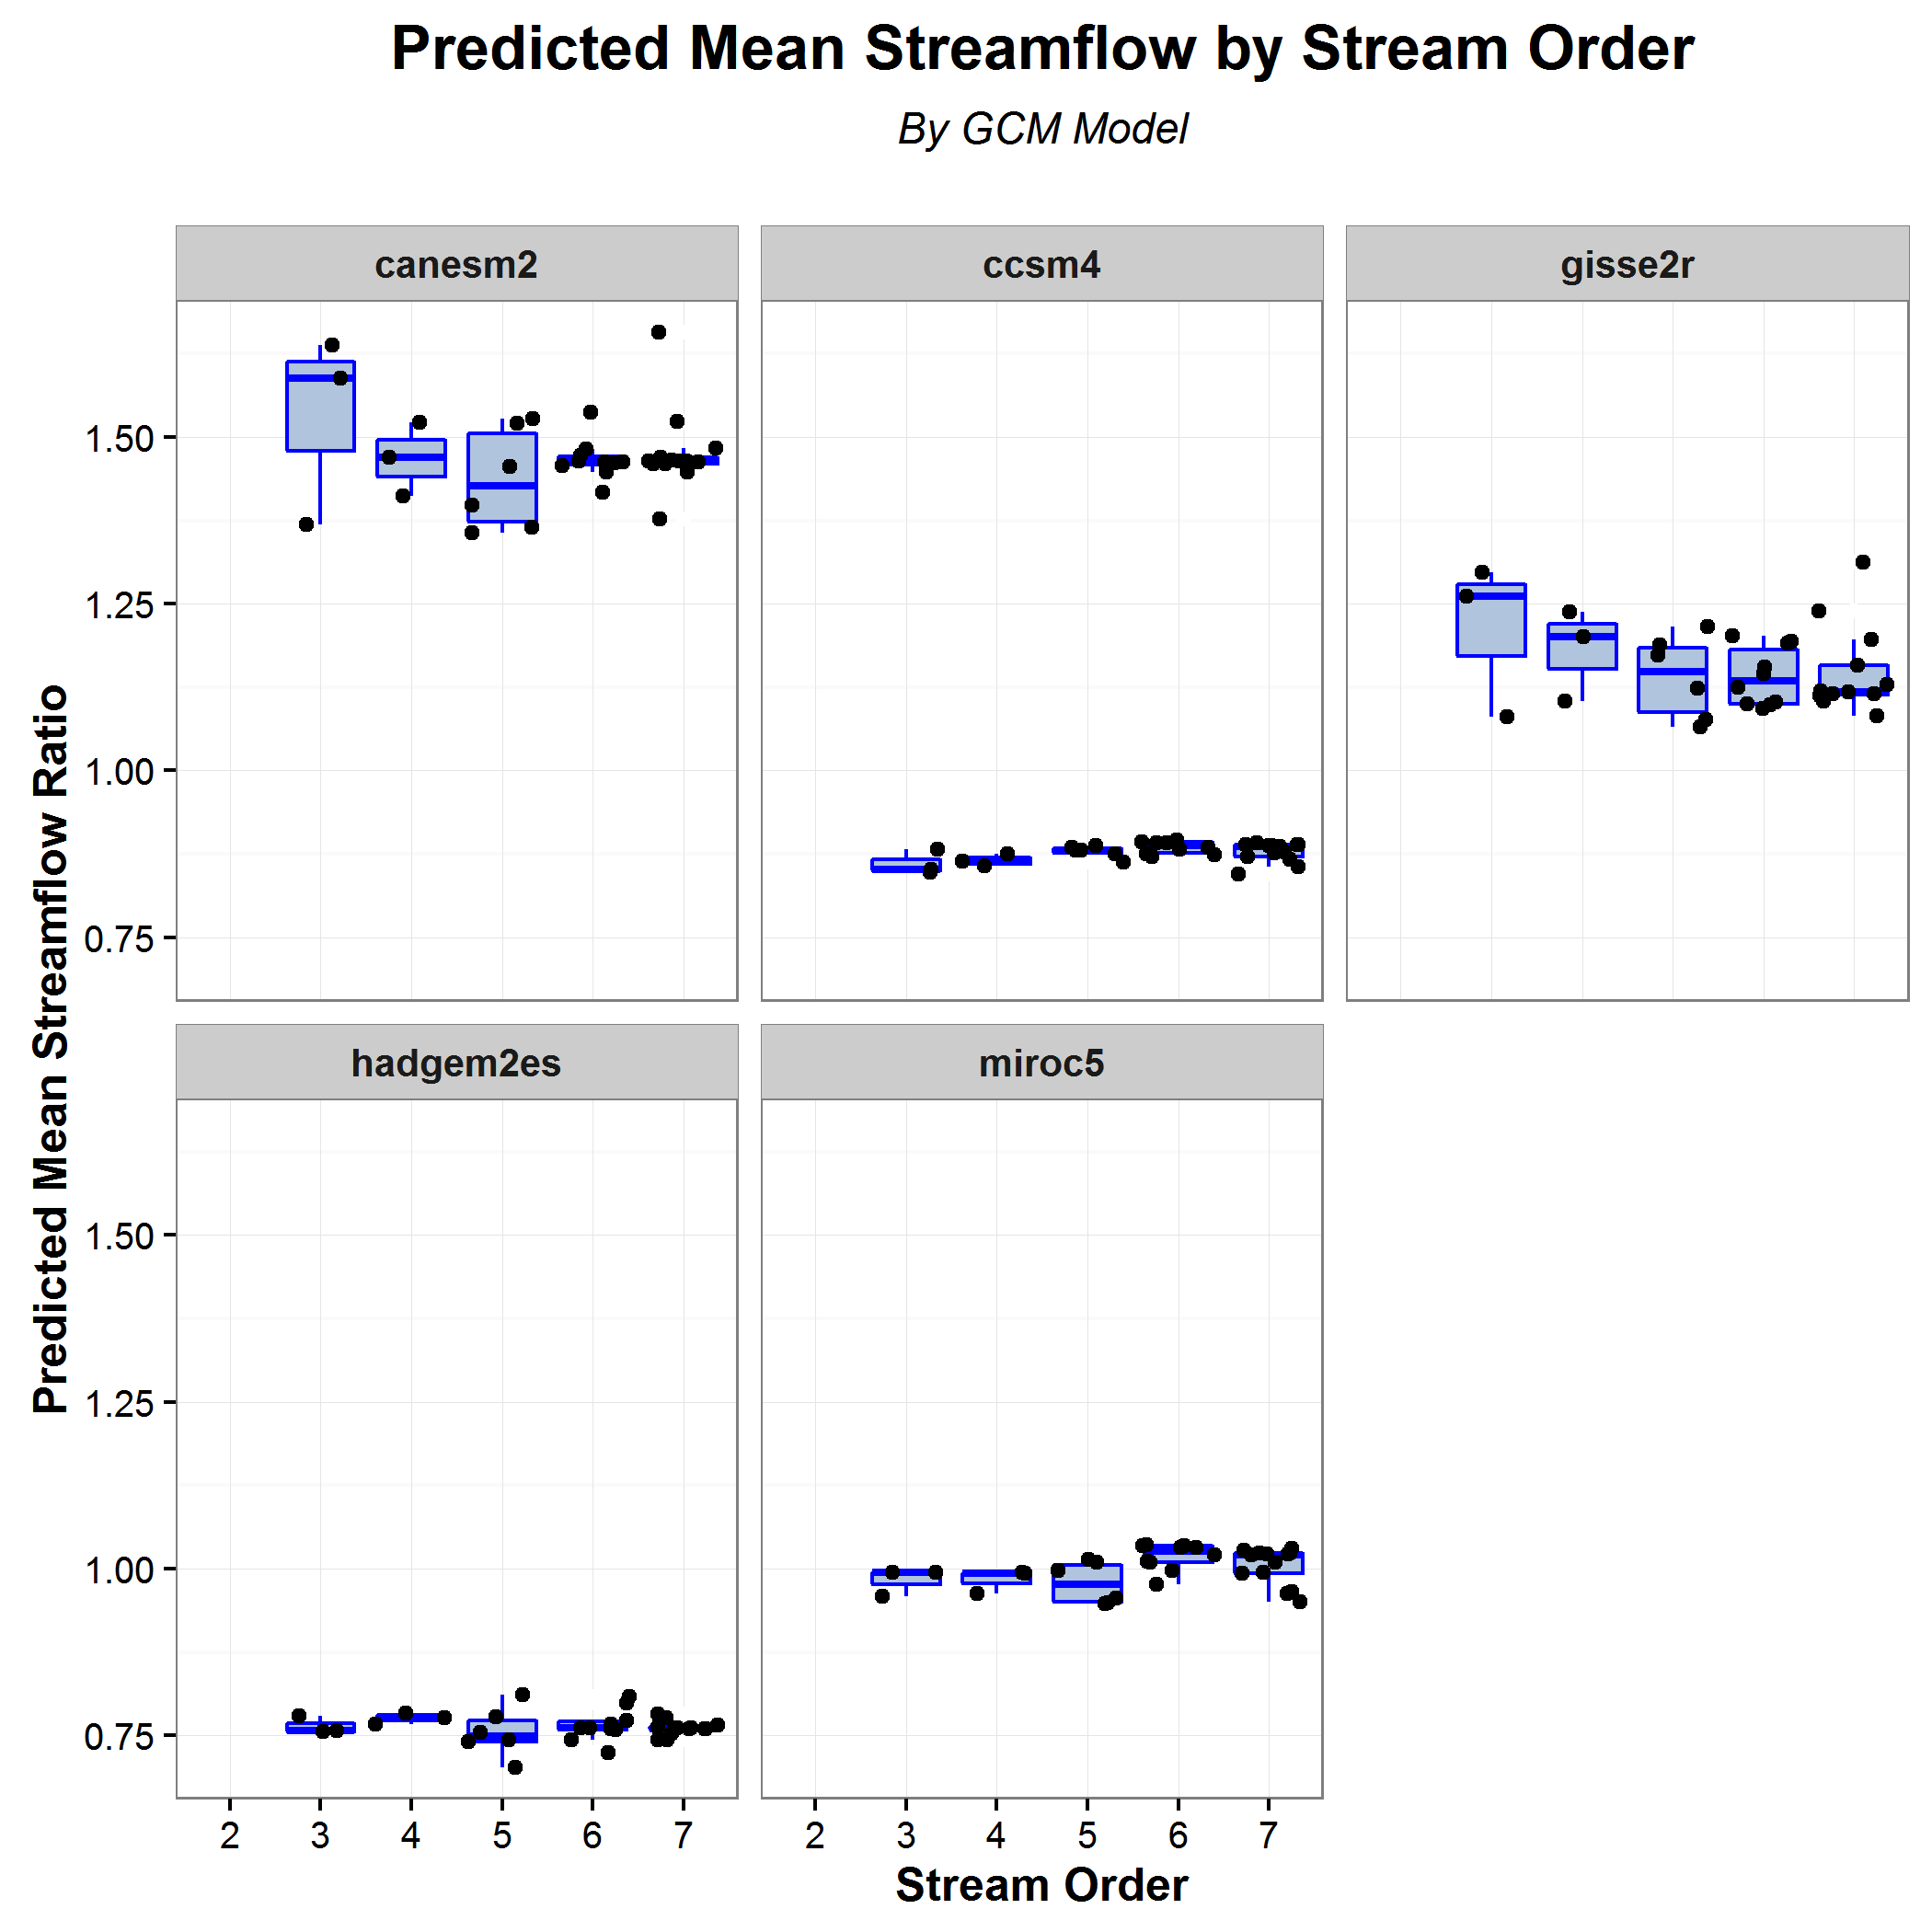 Predicted Mean Streamflow by Stream Order
By GCM Model
canesm2
ccsm4
gisse2r
Predicted Mean Streamflow Ratio
1.50
1.25
1.00
0.75
hadgem2es
miroc5
1.50
1.25
1.00
0.75
2 3 4 5 6 7
2 3 4 5 6 7
Stream Order